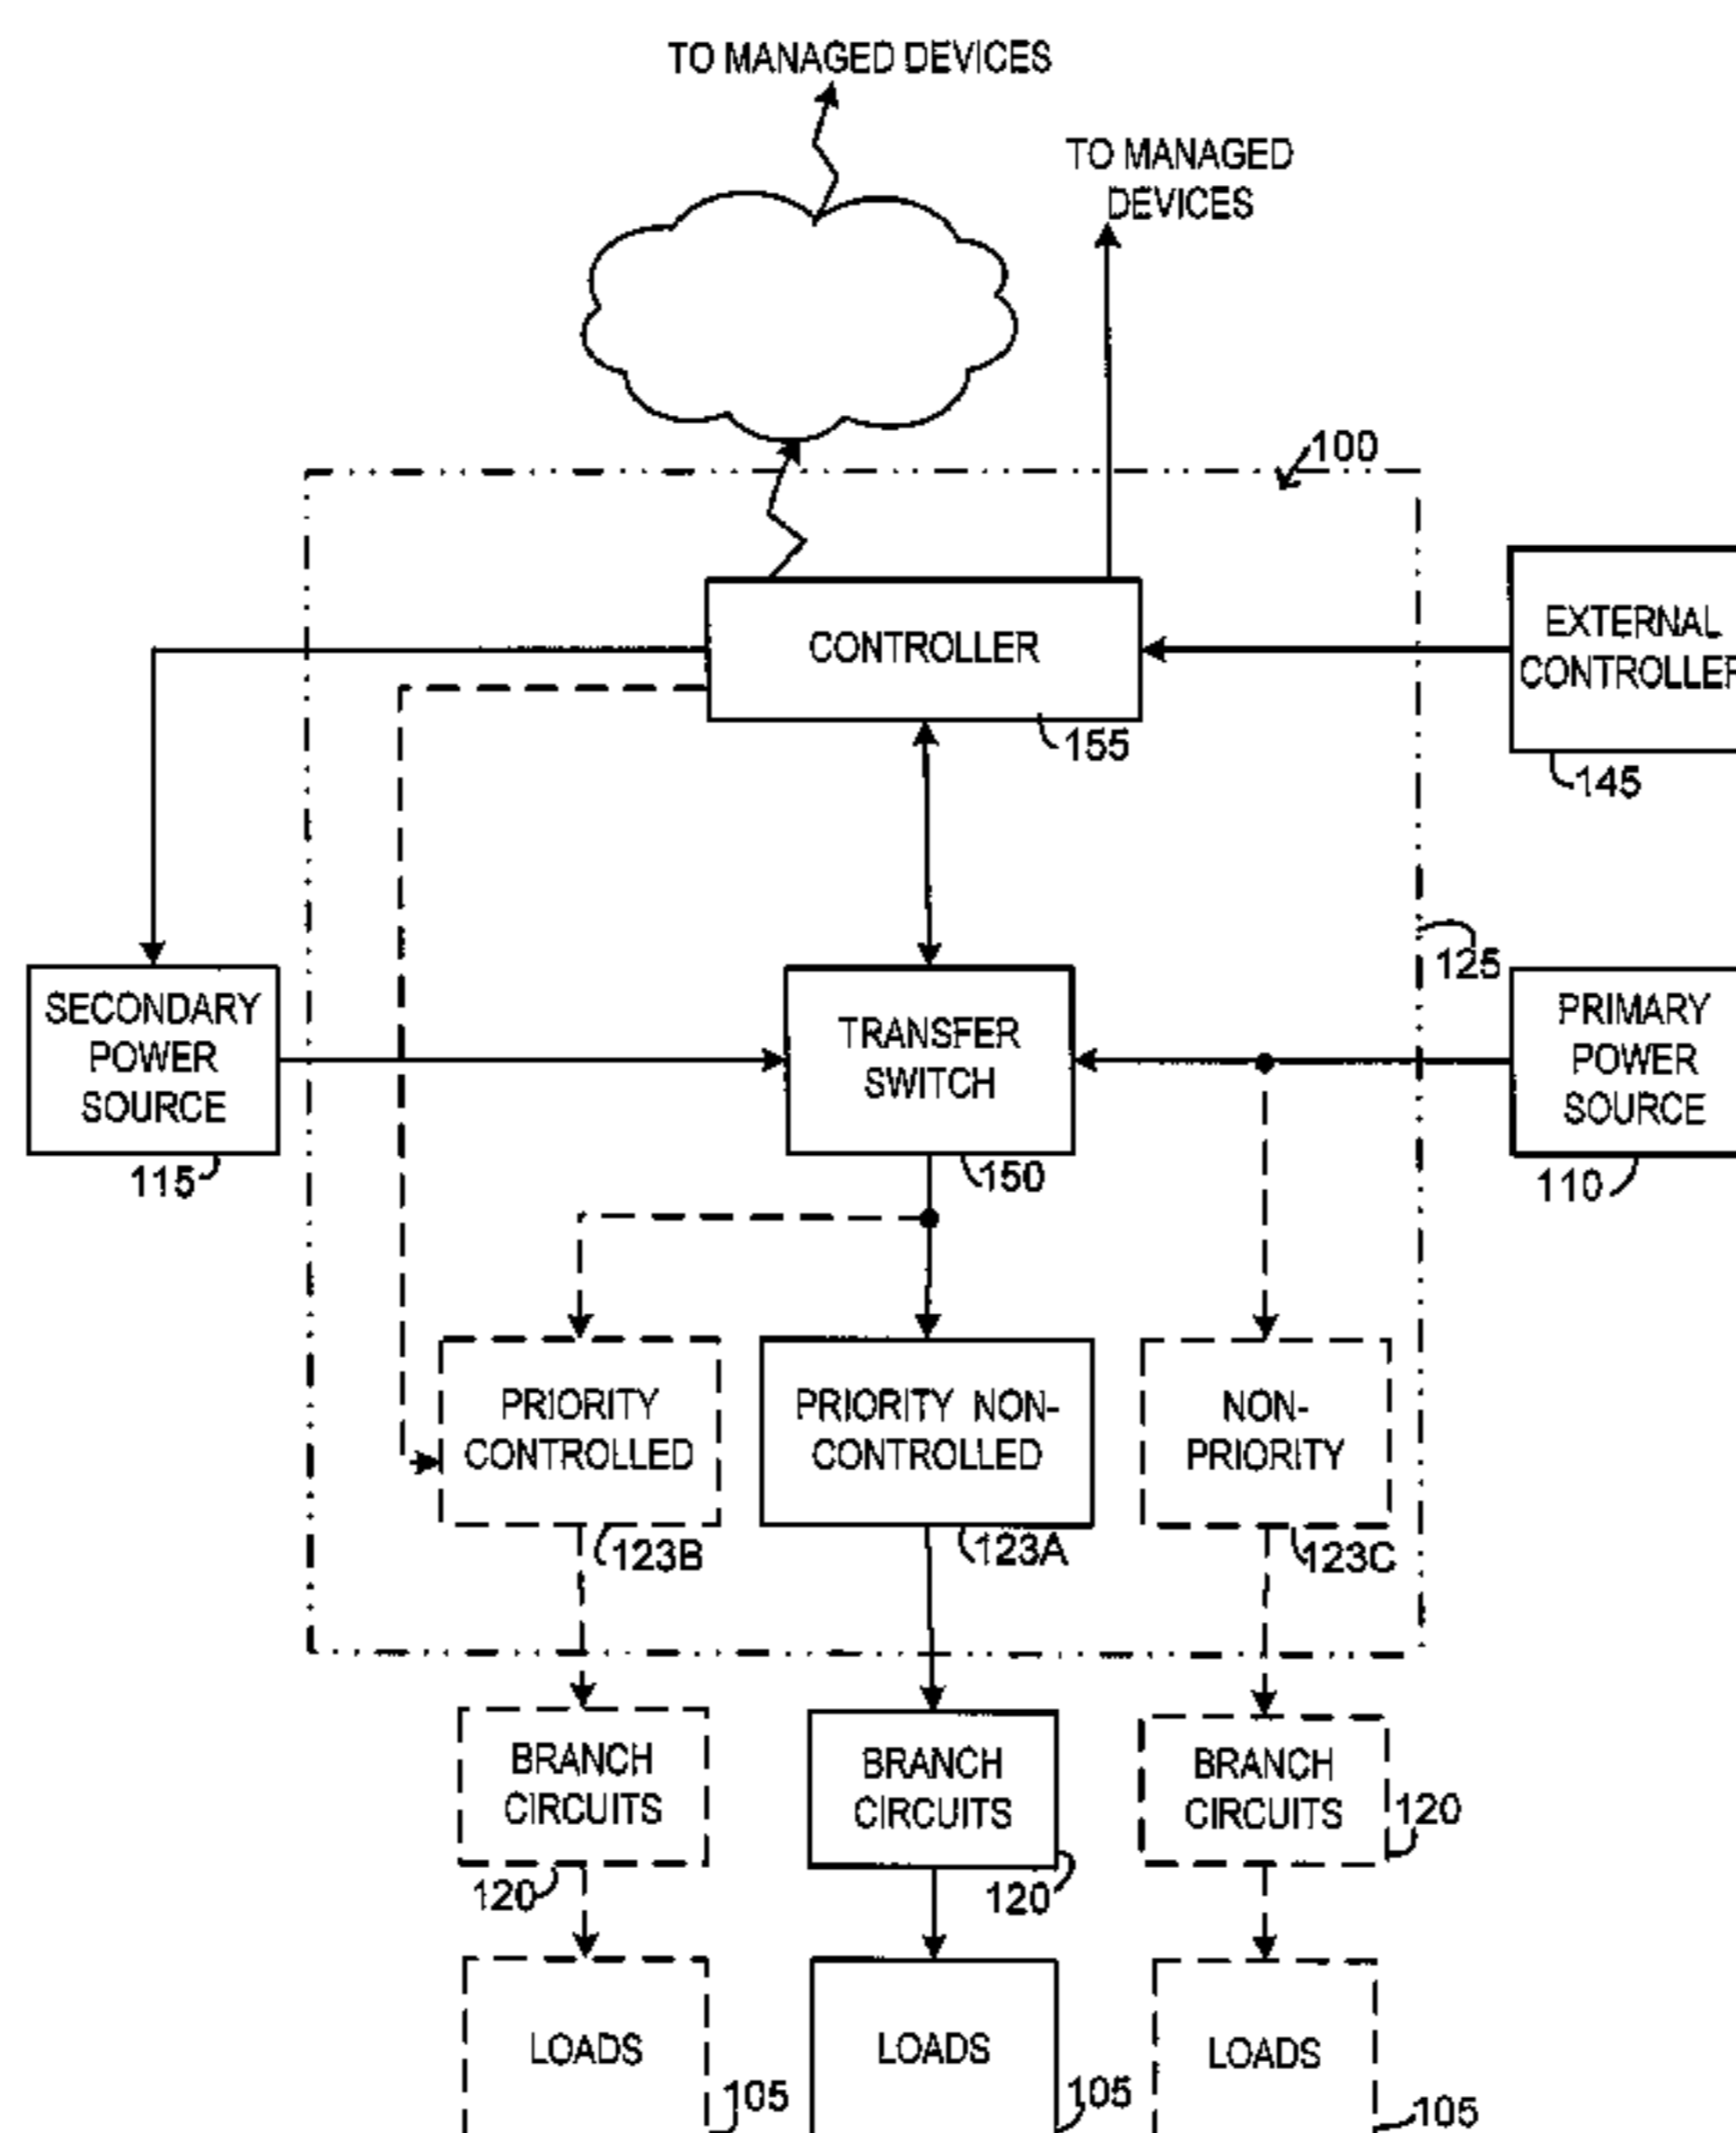 TO MANAGED DEVICES
TO MANAGED
DEVICES
100
CONTROLLER
155
EXTERNAL
CONTROLLER
145
125
SECONDARY
POWER
SOURCE
115
TRANSFER
SWITCH
150
PRIMARY
POWER
SOURCE
110
PRIORITY
CONTROLLED
123B
PRIORITY NON-
CONTROLLED
123A
NON-
PRIORITY
123C
BRANCH
CIRCUITS
120
BRANCH
CIRCUITS
120
BRANCH
CIRCUITS
120
LOADS
105
LOADS
105
LOADS
105